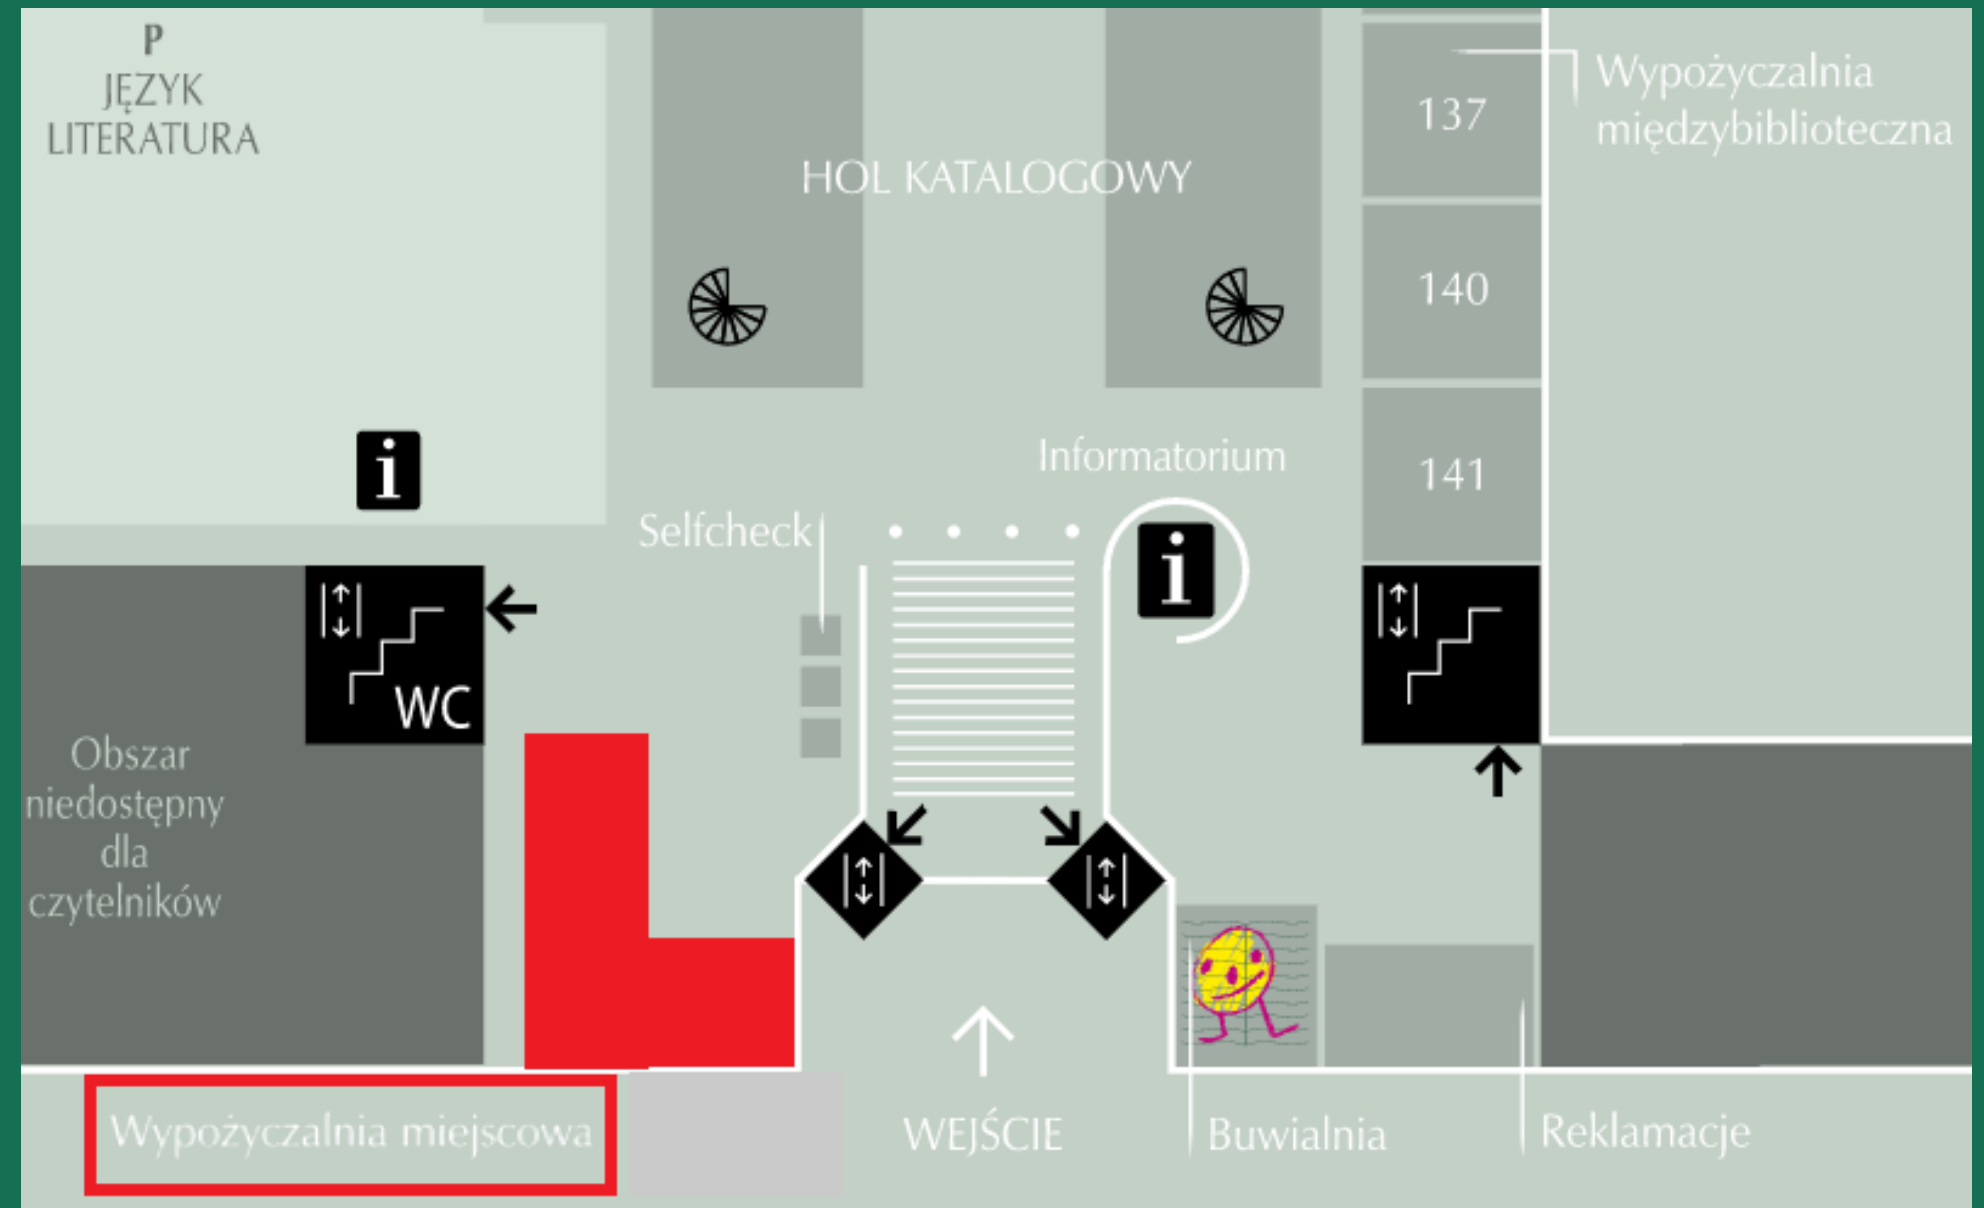 P
JĘZYK
LITERATURA
HOL KATALOGOWY
137
Wypożyczalnia
międzybiblioteczna
140
141
i
Informatorium
i
Selfcheck
WC
Obszar
niedostępny
dla
czytelników
Wypożyczalnia miejscowa
WEJŚCIE
Buwialnia
Reklamacje